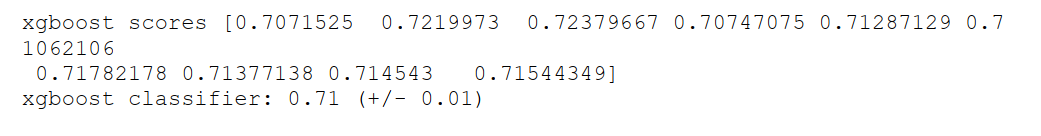 xgboost scores [0.7071525  0.7219973  0.72379667 0.70747075 0.71287129 0.7
1062106
 0.71782178 0.71377138 0.714543   0.71544349]
xgboost classifier: 0.71 (+/- 0.01)